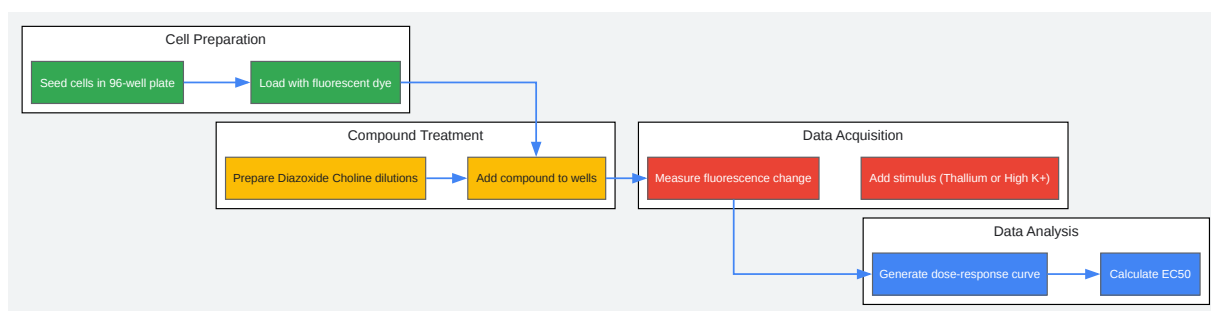 Cell Preparation
Seed cells in 96-well plate
Load with fluorescent dye
Compound Treatment
Prepare Diazoxide Choline dilutions
Add compound to wells
Data Acquisition
Measure fluorescence change
Add stimulus (Thallium or High K+)
Data Analysis
Generate dose-response curve
Calculate EC50